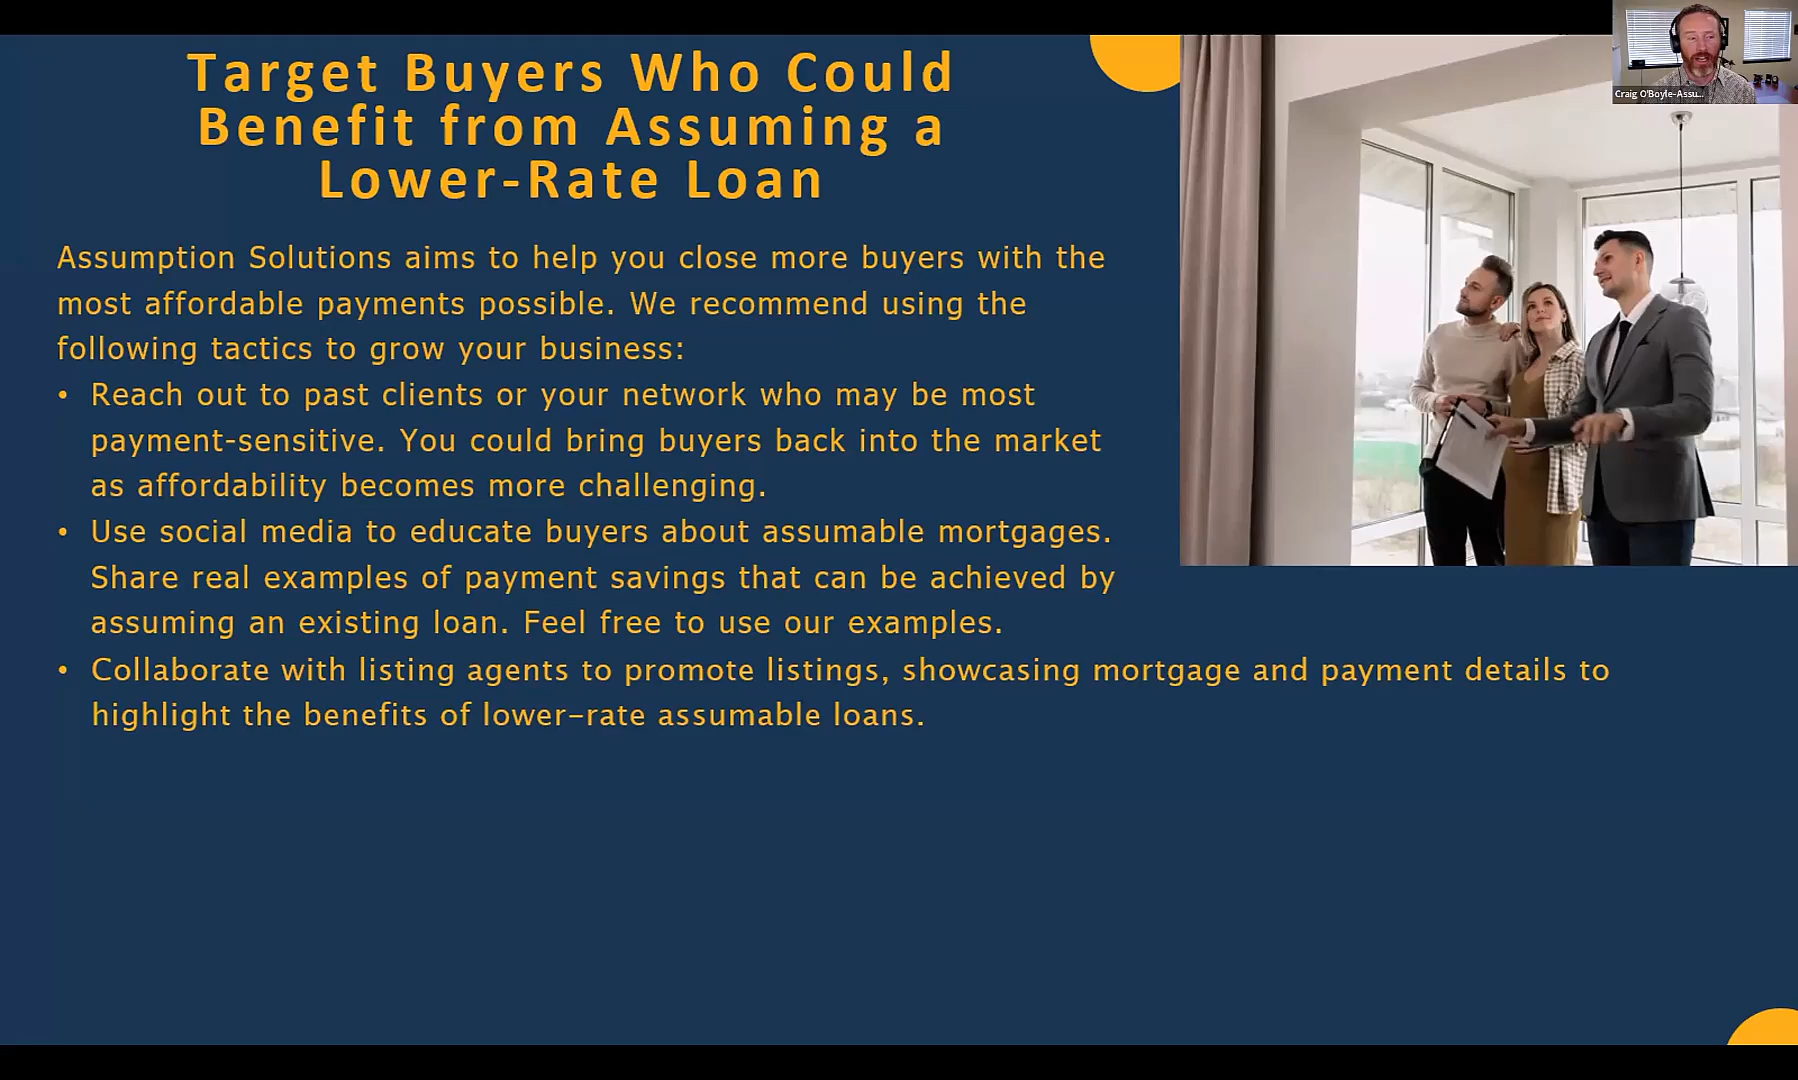 Target Buyers Who Could
Benefit from Assuming a
Lower-Rate Loan
Craig O'Boyle-Assu...
Assumption Solutions aims to help you close more buyers with the
most affordable payments possible. We recommend using the
following tactics to grow your business:
• Reach out to past clients or your network who may be most
payment-sensitive. You could bring buyers back into the market
as affordability becomes more challenging.
• Use social media to educate buyers about assumable mortgages.
Share real examples of payment savings that can be achieved by
assuming an existing loan. Feel free to use our examples.
• Collaborate with listing agents to promote listings, showcasing mortgage and payment details to
highlight the benefits of lower–rate assumable loans.